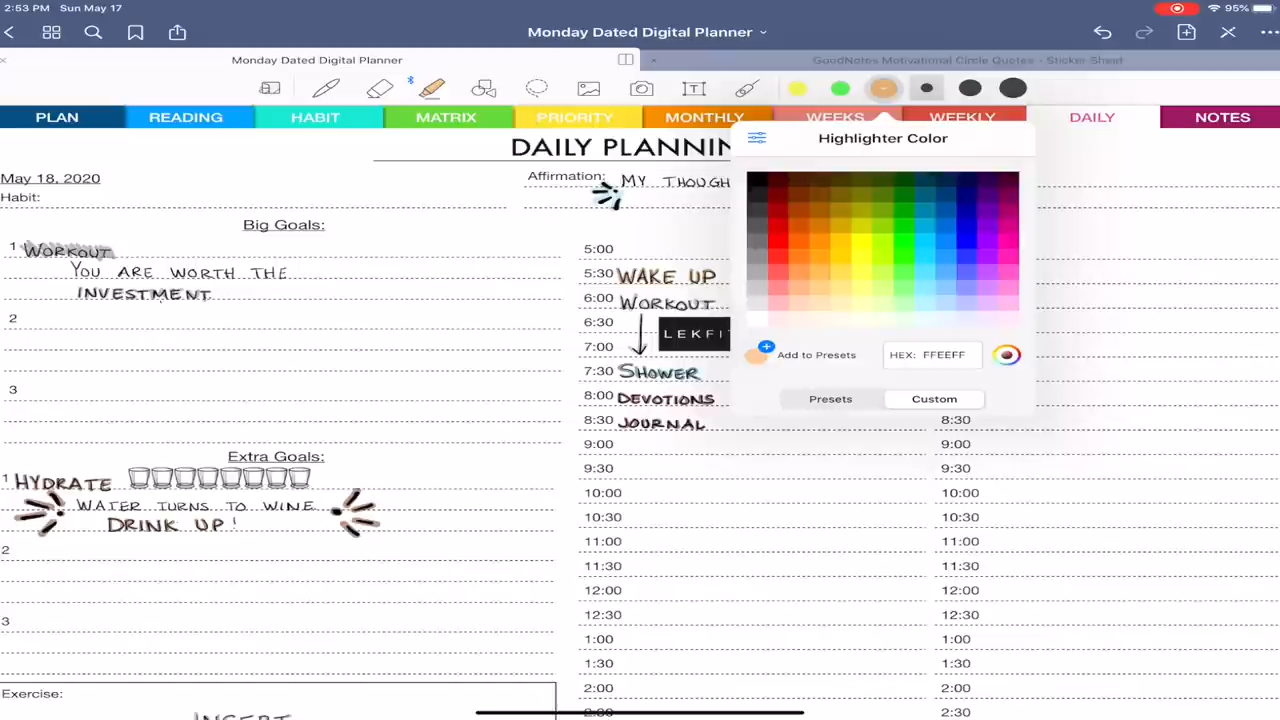 2:53 PM Sun May 17
95%
Monday Dated Digital Planner
Monday Dated Digital Planner
GoodNotes Motivational Circle Quotes - Sticker Sheet
PLAN READING HABIT MATRIX PRIORITY MONTHLY WEEKS WEEKLY DAILY NOTES
DAILY PLANNIN
Highlighter Color
May 18, 2020
Habit:
Affirmation: MY THOUGH
Big Goals:
1 WORKOUT
YOU ARE WORTH THE
INVESTMENT
2
3
Extra Goals:
1 HYDRATE
WATER TURNS TO WINE
DRINK UP!
2
3
Exercise:
INSERT
5:00
5:30 WAKE UP
6:00 WORKOUT
6:30 LEKFI
7:00
7:30 SHOWER
8:00 DEVOTIONS
8:30 JOURNAL
9:00
9:30
10:00
10:30
11:00
11:30
12:00
12:30
1:00
1:30
2:00
2:30
Add to Presets
HEX: FFEEFF
Presets Custom
8:30
9:00
9:30
10:00
10:30
11:00
11:30
12:00
12:30
1:00
1:30
2:00
2:30